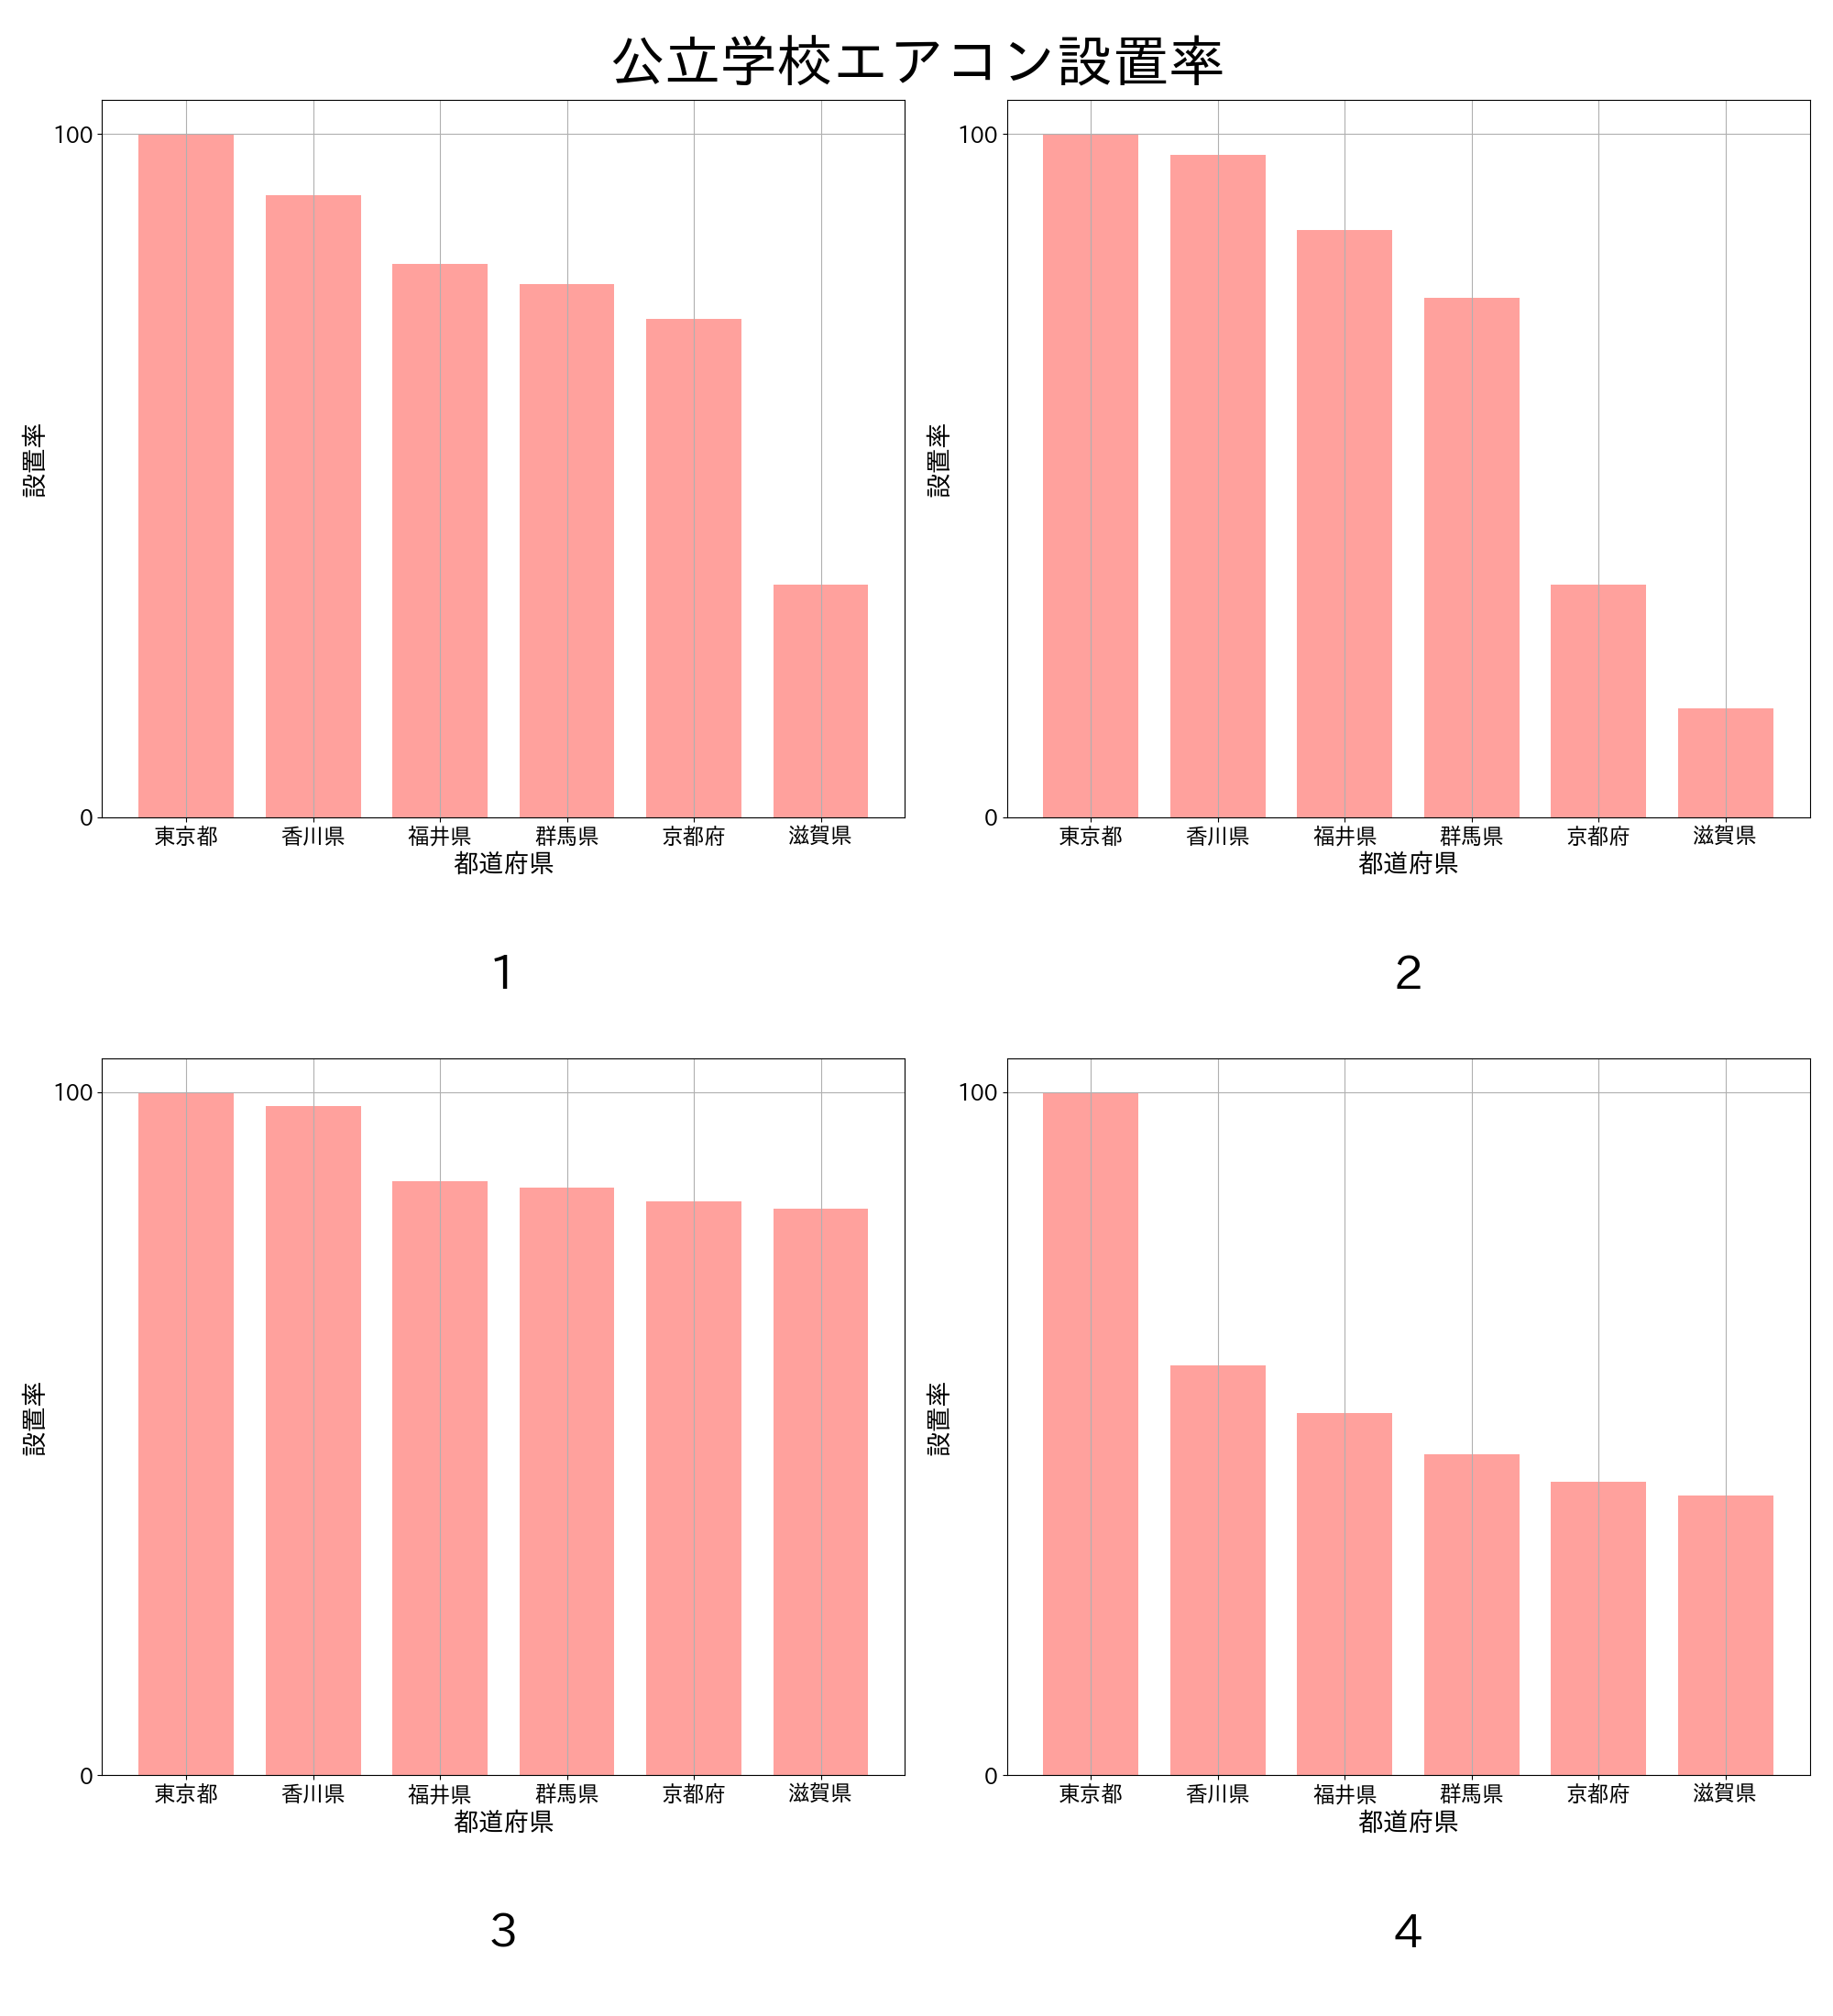 公立学校エアコン設置率
100
設置率
0
東京都 香川県 福井県 群馬県 京都府 滋賀県
都道府県
1
100
設置率
0
東京都 香川県 福井県 群馬県 京都府 滋賀県
都道府県
2
100
設置率
0
東京都 香川県 福井県 群馬県 京都府 滋賀県
都道府県
3
100
設置率
0
東京都 香川県 福井県 群馬県 京都府 滋賀県
都道府県
4